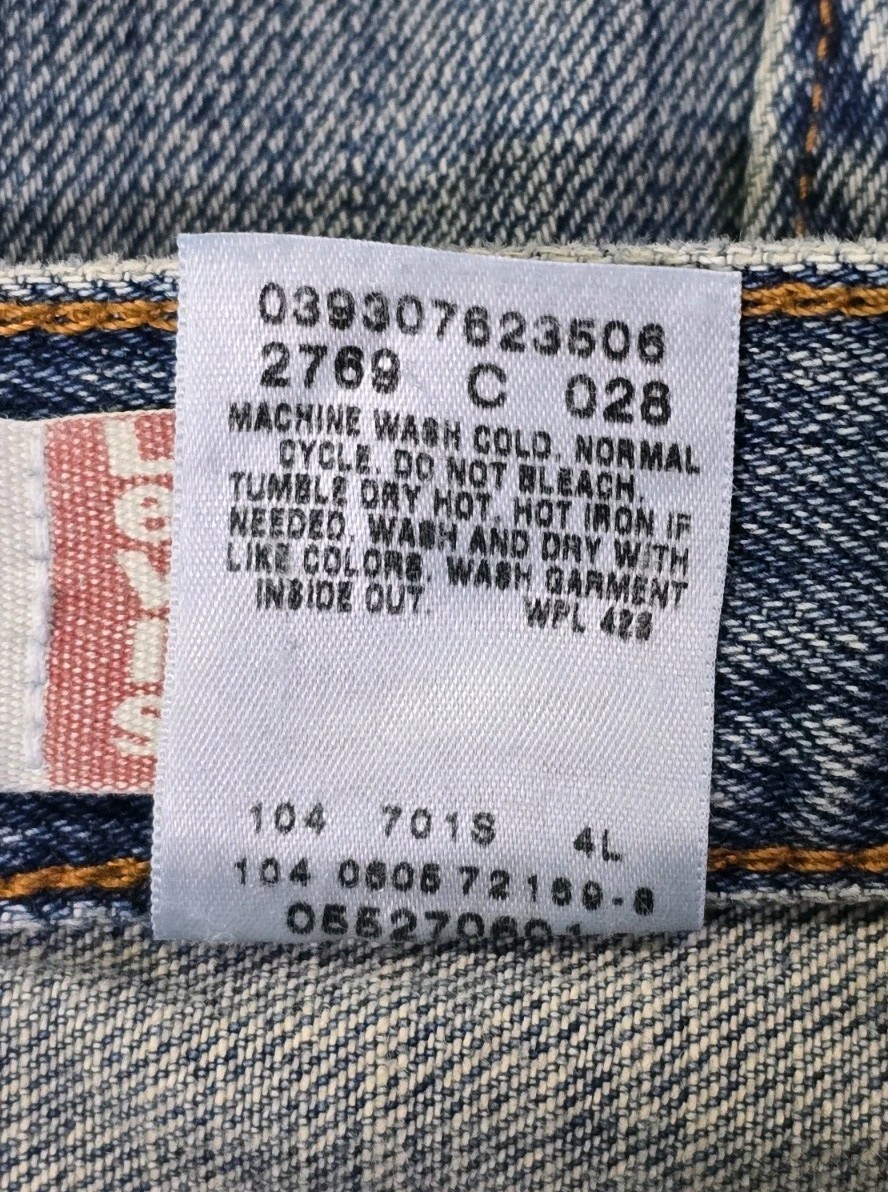 039307623506
2769 C 028
MACHINE WASH COLD. NORMAL
CYCLE. DO NOT BLEACH.
TUMBLE DRY HOT. HOT IRON IF
NEEDED. WASH AND DRY WITH
LIKE COLORS. WASH GARMENT
INSIDE OUT. WPL 423
104 701S 4L
104 0605 72169-8